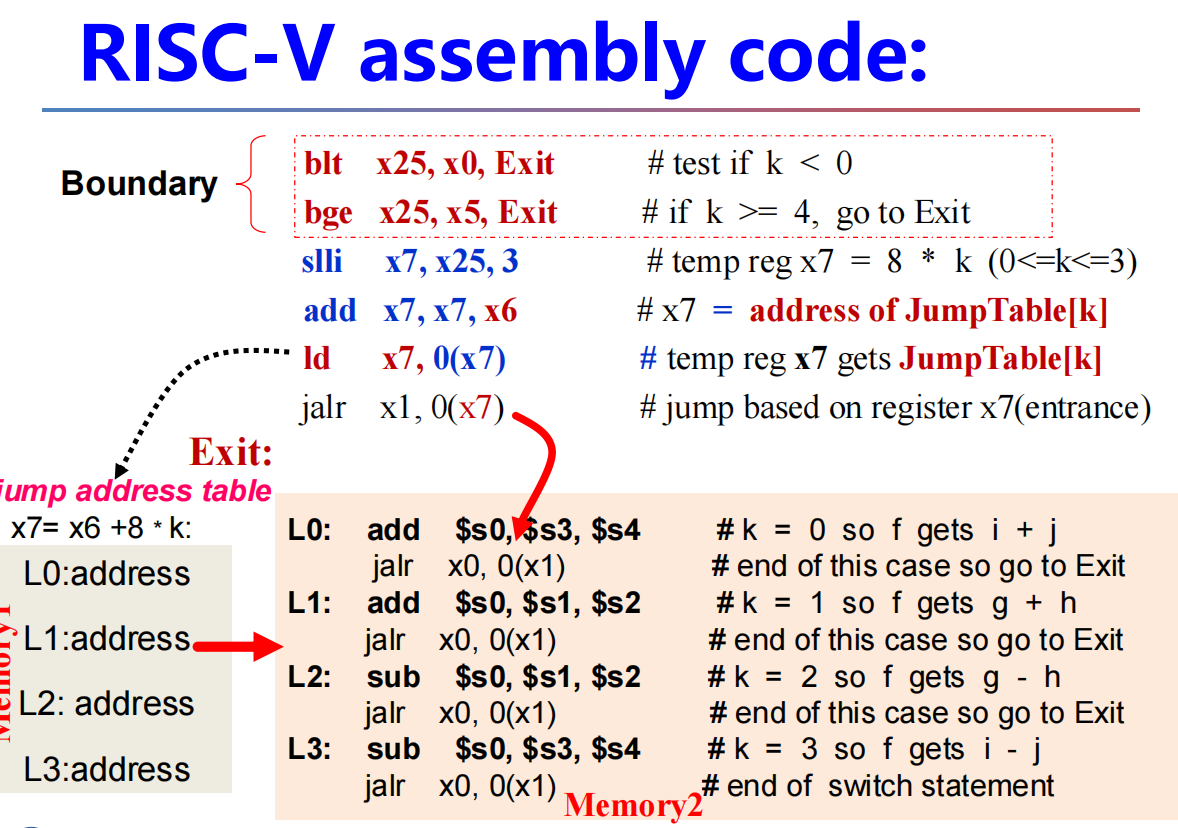 RISC-V assembly code:
Boundary
blt x25, x0, Exit # test if k < 0
bge x25, x5, Exit # if k >= 4, go to Exit
slli x7, x25, 3 # temp reg x7 = 8 * k (0<=k<=3)
add x7, x7, x6 # x7 = address of JumpTable[k]
ld x7, 0(x7) # temp reg x7 gets JumpTable[k]
jalr x1, 0(x7) # jump based on register x7(entrance)
Exit:
jump address table
x7= x6 +8 * k:
L0:address
L1:address
L2: address
L3:address
Memory1
L0: add $s0, $s3, $s4 # k = 0 so f gets i + j
jalr x0, 0(x1) # end of this case so go to Exit
L1: add $s0, $s1, $s2 # k = 1 so f gets g + h
jalr x0, 0(x1) # end of this case so go to Exit
L2: sub $s0, $s1, $s2 # k = 2 so f gets g - h
jalr x0, 0(x1) # end of this case so go to Exit
L3: sub $s0, $s3, $s4 # k = 3 so f gets i - j
jalr x0, 0(x1) # end of switch statement
Memory2